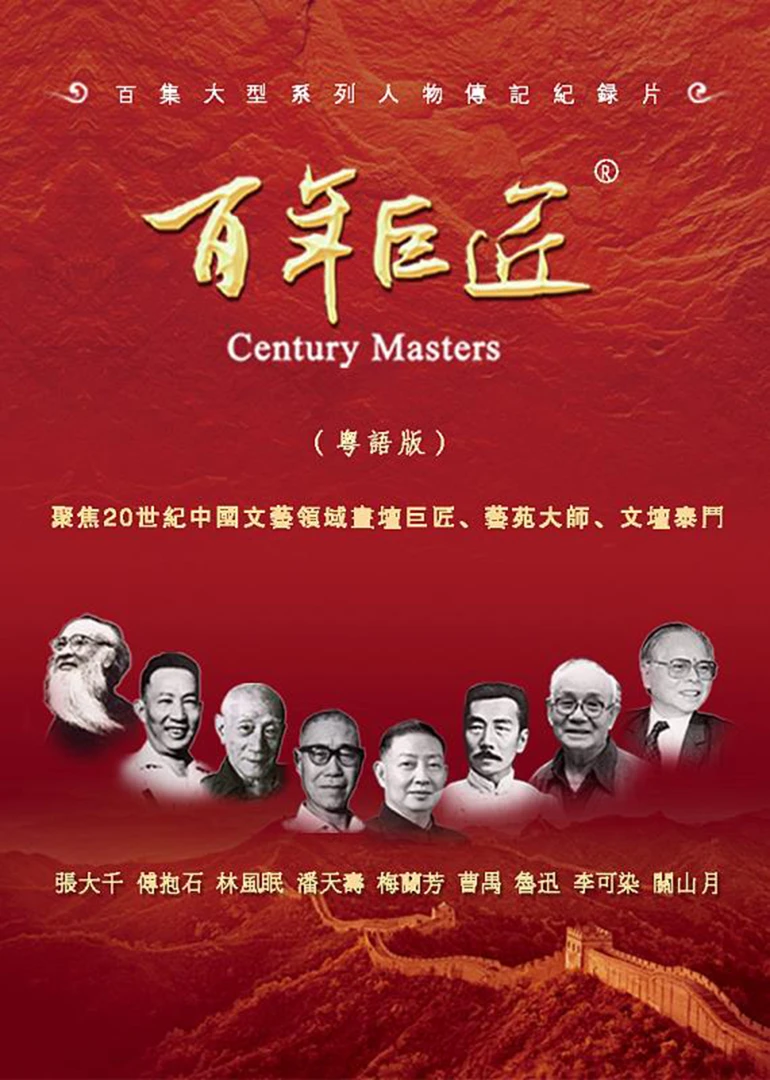 百集大型系列人物傳記紀録片
百年巨匠®
Century Masters
（粵語版）
聚焦20世紀中國文藝領域畫壇巨匠、藝苑大師、文壇泰鬥
張大千 傅抱石 林風眠 潘天壽 梅蘭芳 曹禺 魯迅 李可染 關山月